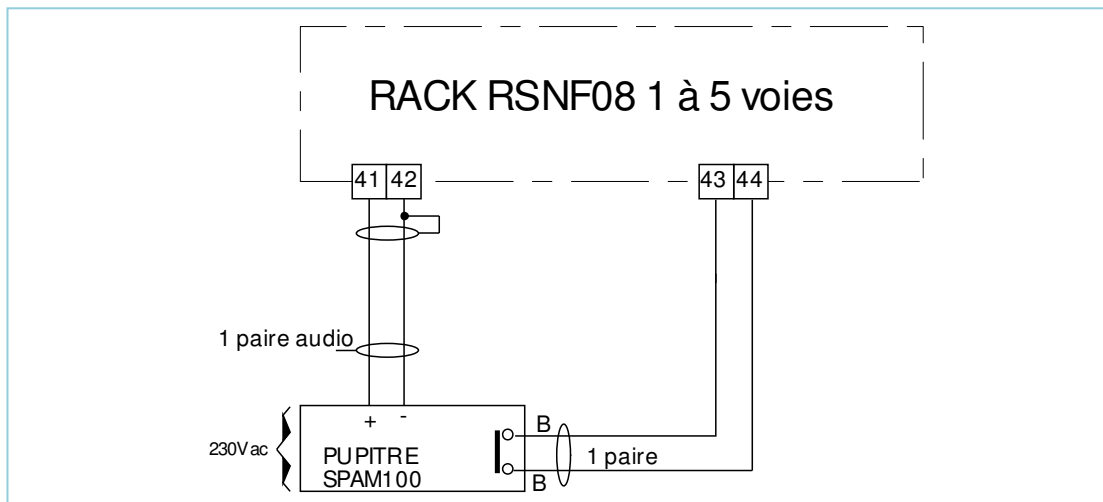 RACK RSNF08 1 à 5 voies
41 42
43 44
1 paire audio
+ -
230Vac
PUPITRE
SPAM100
B
1 paire
B